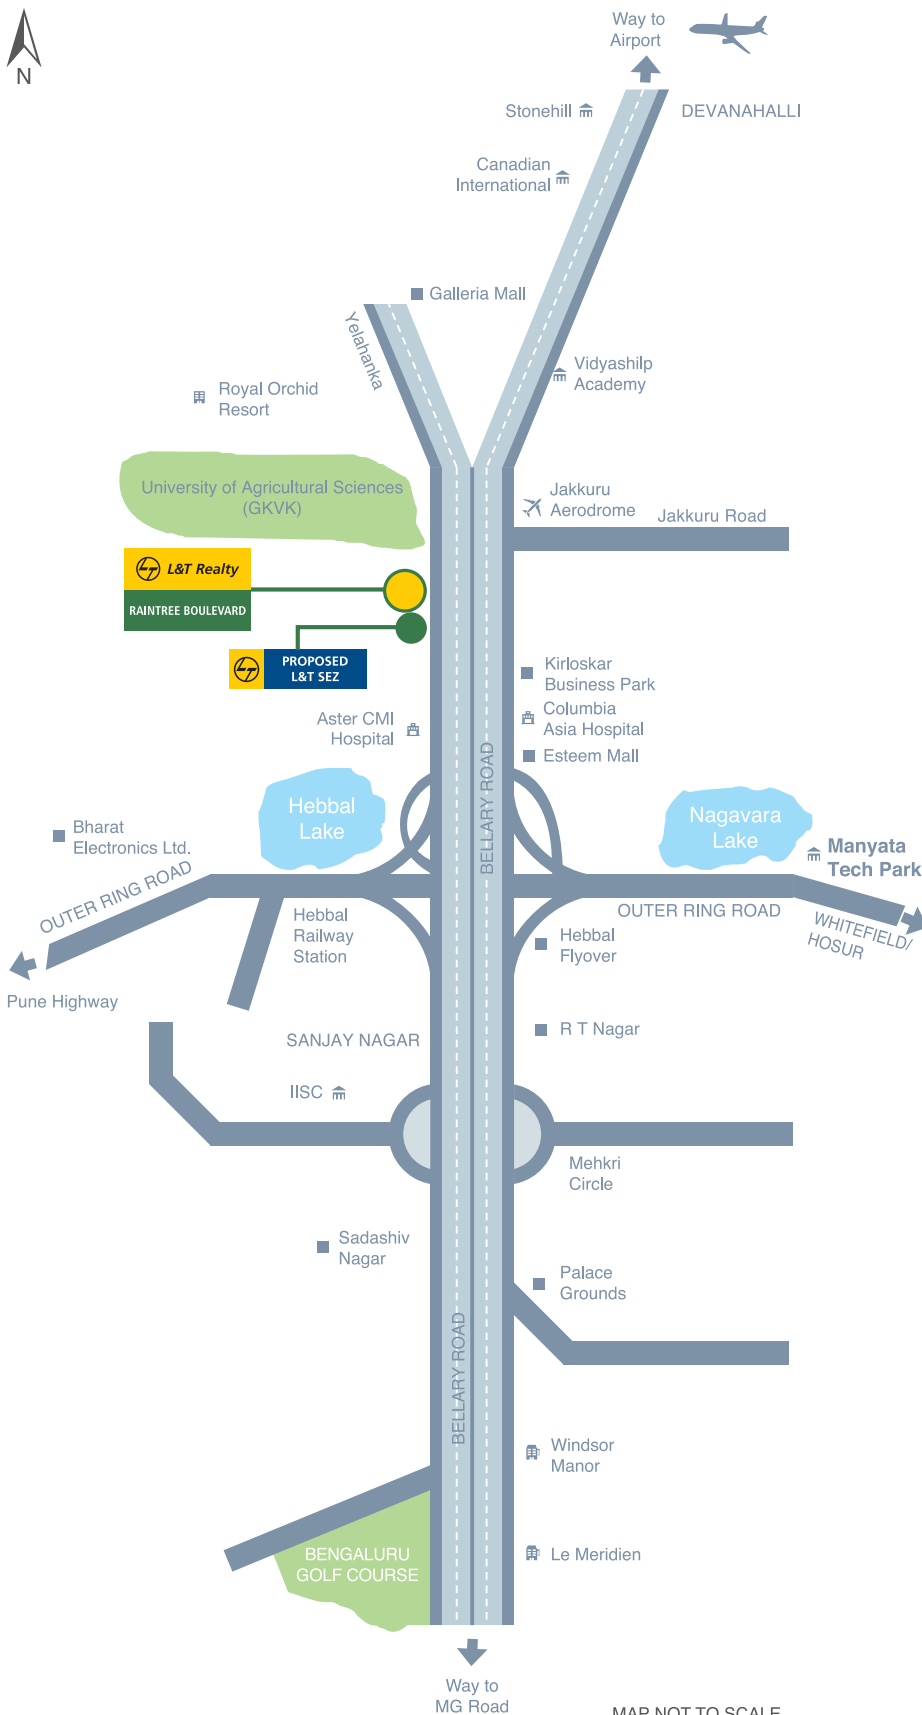 Way to
Airport
N
Stonehill
DEVANAHALLI
Canadian
International
Galleria Mall
Yelahanka
Vidyashilp
Academy
Royal Orchid
Resort
University of Agricultural Sciences
(GKVK)
Jakkuru
Aerodrome
Jakkuru Road
L&T Realty
RAINTREE BOULEVARD
PROPOSED
L&T SEZ
Kirloskar
Business Park
Columbia
Asia Hospital
Aster CMI
Hospital
Esteem Mall
BELLARY ROAD
Hebbal
Lake
Nagavara
Lake
Bharat
Electronics Ltd.
Manyata
Tech Park
OUTER RING ROAD
OUTER RING ROAD
WHITEFIELD/
HOSUR
Hebbal
Railway
Station
Hebbal
Flyover
Pune Highway
SANJAY NAGAR
R T Nagar
IISC
Mehkri
Circle
Sadashiv
Nagar
Palace
Grounds
BELLARY ROAD
Windsor
Manor
BENGALURU
GOLF COURSE
Le Meridien
Way to
MG Road
MAP NOT TO SCALE